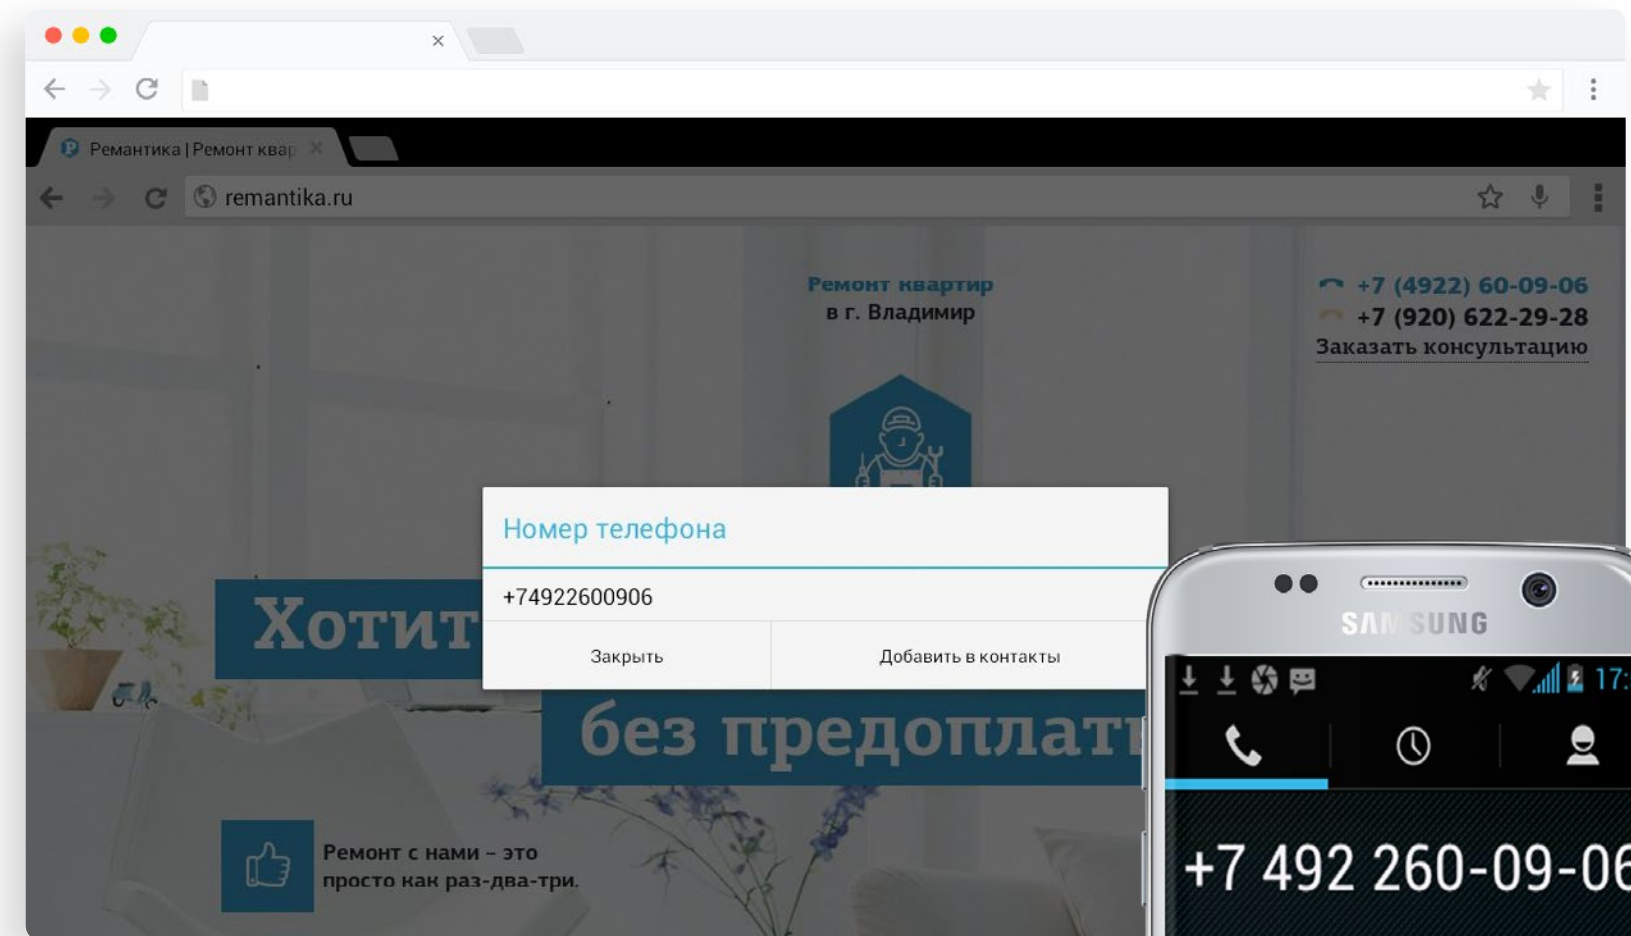 Ремантика | Ремонт квар
remantika.ru
Ремонт квартир
в г. Владимир
+7 (4922) 60-09-06
+7 (920) 622-29-28
Заказать консультацию
Номер телефона
+74922600906
Закрыть
Добавить в контакты
Хотит
без предоплаты
Ремонт с нами – это
просто как раз-два-три.
SAMSUNG
17:
+7 492 260-09-06